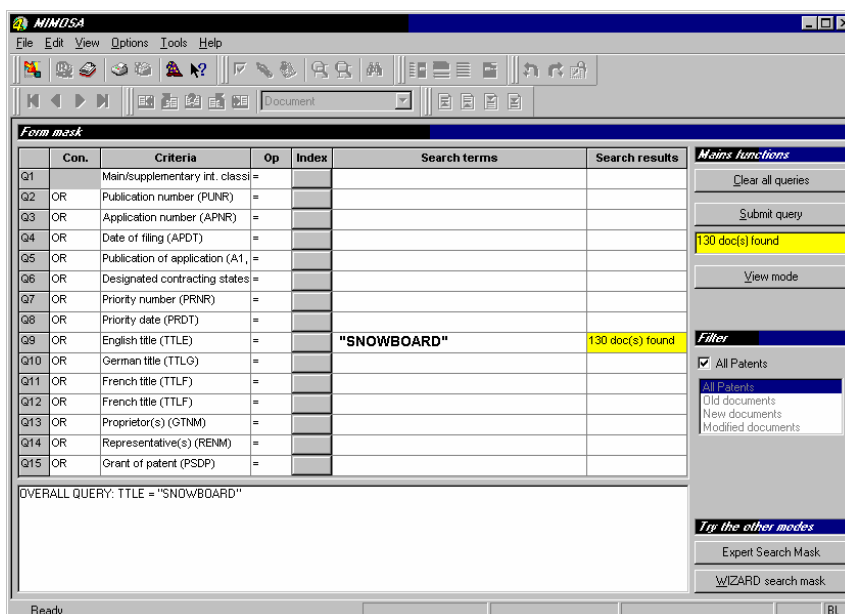 MIMOSA
File Edit View Options Tools Help
Document
Form mask
Con. Criteria Op Index Search terms Search results
Q1 Main/supplementary int. classi =
Q2 OR Publication number (PUNR) =
Q3 OR Application number (APNR) =
Q4 OR Date of filing (APDT) =
Q5 OR Publication of application (A1, =
Q6 OR Designated contracting states =
Q7 OR Priority number (PRNR) =
Q8 OR Priority date (PRDT) =
Q9 OR English title (TTLE) = "SNOWBOARD" 130 doc(s) found
Q10 OR German title (TTLG) =
Q11 OR French title (TTLF) =
Q12 OR French title (TTLF) =
Q13 OR Proprietor(s) (GTNM) =
Q14 OR Representative(s) (RENM) =
Q15 OR Grant of patent (PSDP) =
OVERALL QUERY: TTLE = "SNOWBOARD"
Mains functions
Clear all queries
Submit query
130 doc(s) found
View mode
Filter
All Patents
All Patents
Old documents
New documents
Modified documents
Try the other modes
Expert Search Mask
WIZARD search mask
Ready
BL